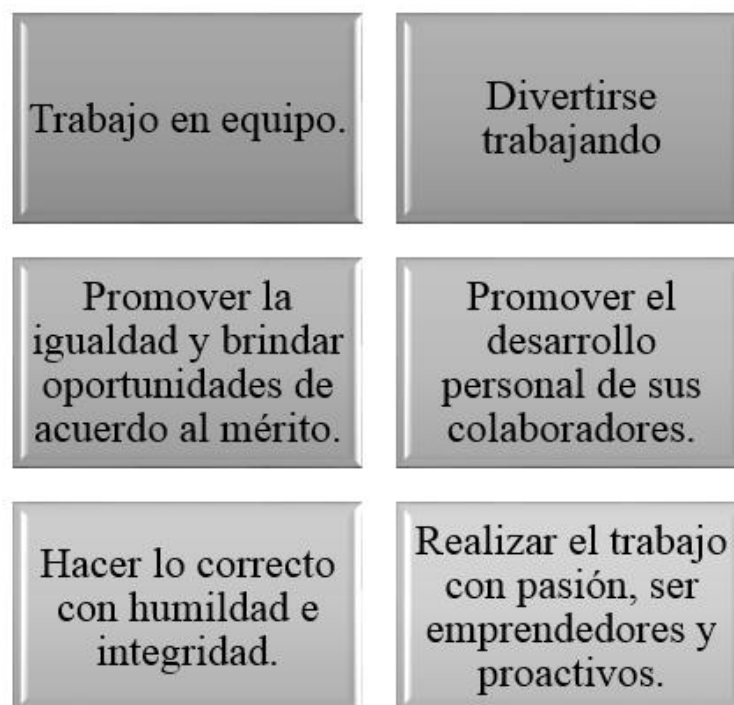 Trabajo en equipo.
Divertirse
trabajando
Promover la
igualdad y brindar
oportunidades de
acuerdo al mérito.
Promover el
desarrollo
personal de sus
colaboradores.
Hacer lo correcto
con humildad e
integridad.
Realizar el trabajo
con pasión, ser
emprendedores y
proactivos.